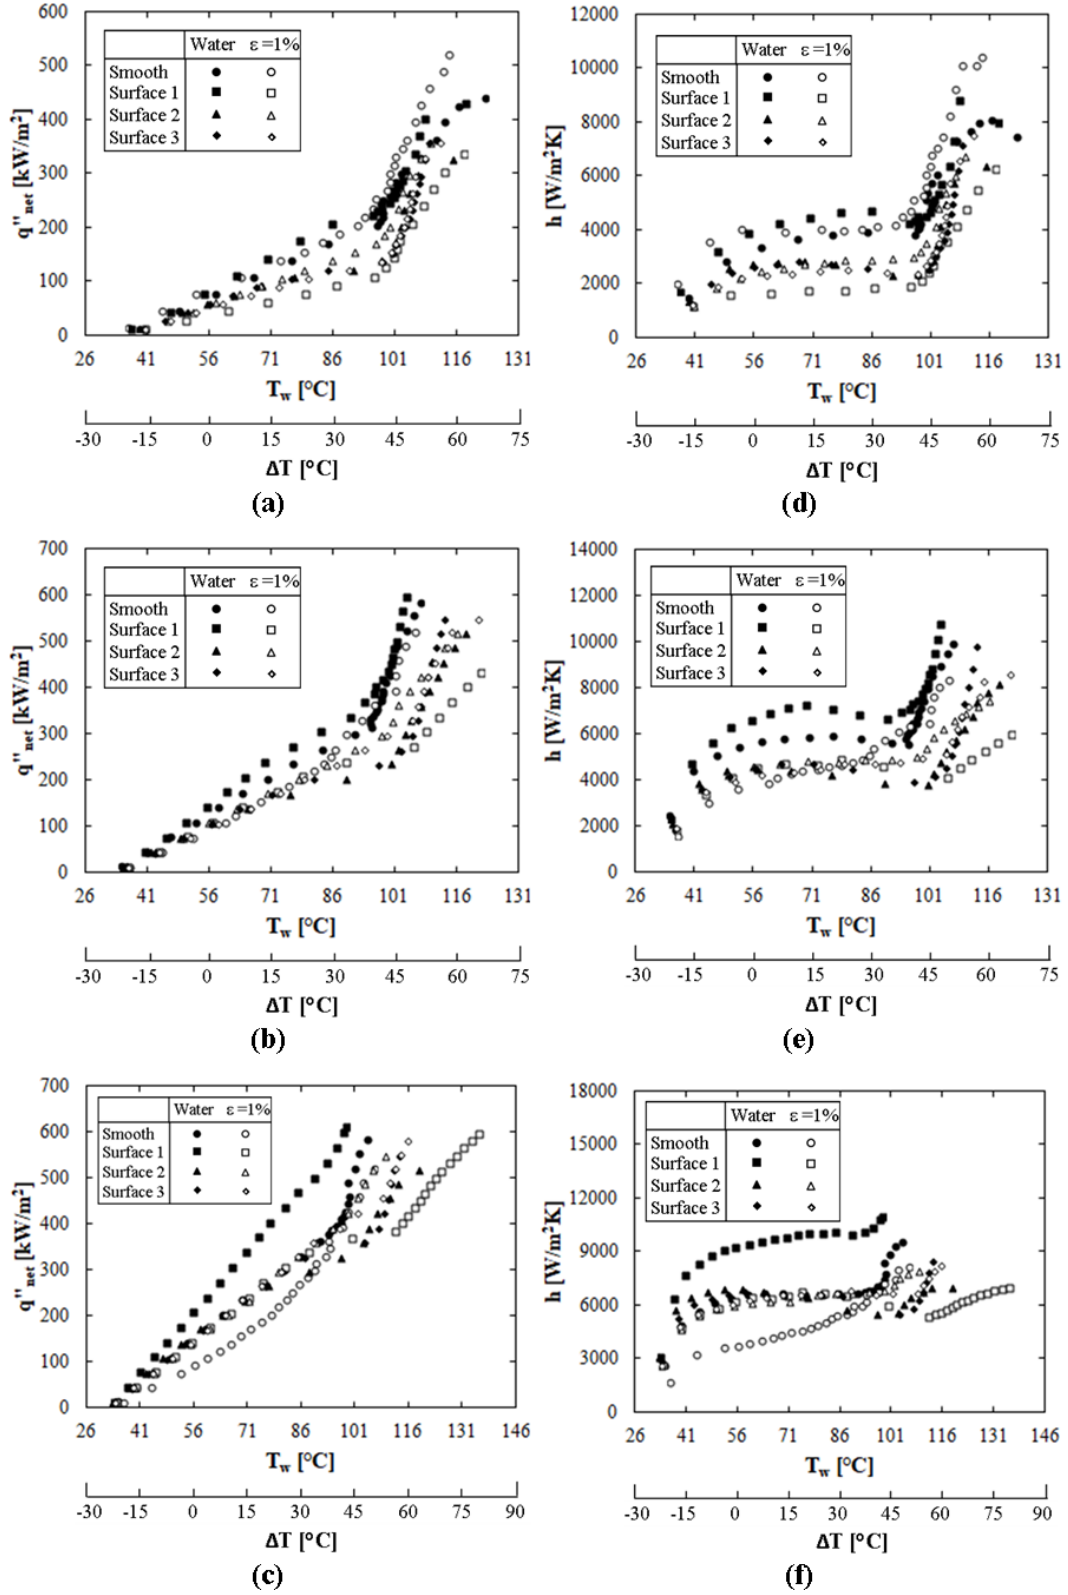 600
500
400
300
200
100
0
q''net [kW/m²]
Water ε=1%
Smooth
Surface 1
Surface 2
Surface 3
26 41 56 71 86 101 116 131
Tw [°C]
-30 -15 0 15 30 45 60 75
ΔT [°C]
(a)
12000
10000
8000
6000
4000
2000
0
h [W/m²K]
Water ε=1%
Smooth
Surface 1
Surface 2
Surface 3
26 41 56 71 86 101 116 131
Tw [°C]
-30 -15 0 15 30 45 60 75
ΔT [°C]
(d)
700
600
500
400
300
200
100
0
q''net [kW/m²]
Water ε=1%
Smooth
Surface 1
Surface 2
Surface 3
26 41 56 71 86 101 116 131
Tw [°C]
-30 -15 0 15 30 45 60 75
ΔT [°C]
(b)
14000
12000
10000
8000
6000
4000
2000
0
h [W/m²K]
Water ε=1%
Smooth
Surface 1
Surface 2
Surface 3
26 41 56 71 86 101 116 131
Tw [°C]
-30 -15 0 15 30 45 60 75
ΔT [°C]
(e)
700
600
500
400
300
200
100
0
q''net [kW/m²]
Water ε=1%
Smooth
Surface 1
Surface 2
Surface 3
26 41 56 71 86 101 116 131 146
Tw [°C]
-30 -15 0 15 30 45 60 75 90
ΔT [°C]
(c)
18000
15000
12000
9000
6000
3000
0
h [W/m²K]
Water ε=1%
Smooth
Surface 1
Surface 2
Surface 3
26 41 56 71 86 101 116 131 146
Tw [°C]
-30 -15 0 15 30 45 60 75 90
ΔT [°C]
(f)